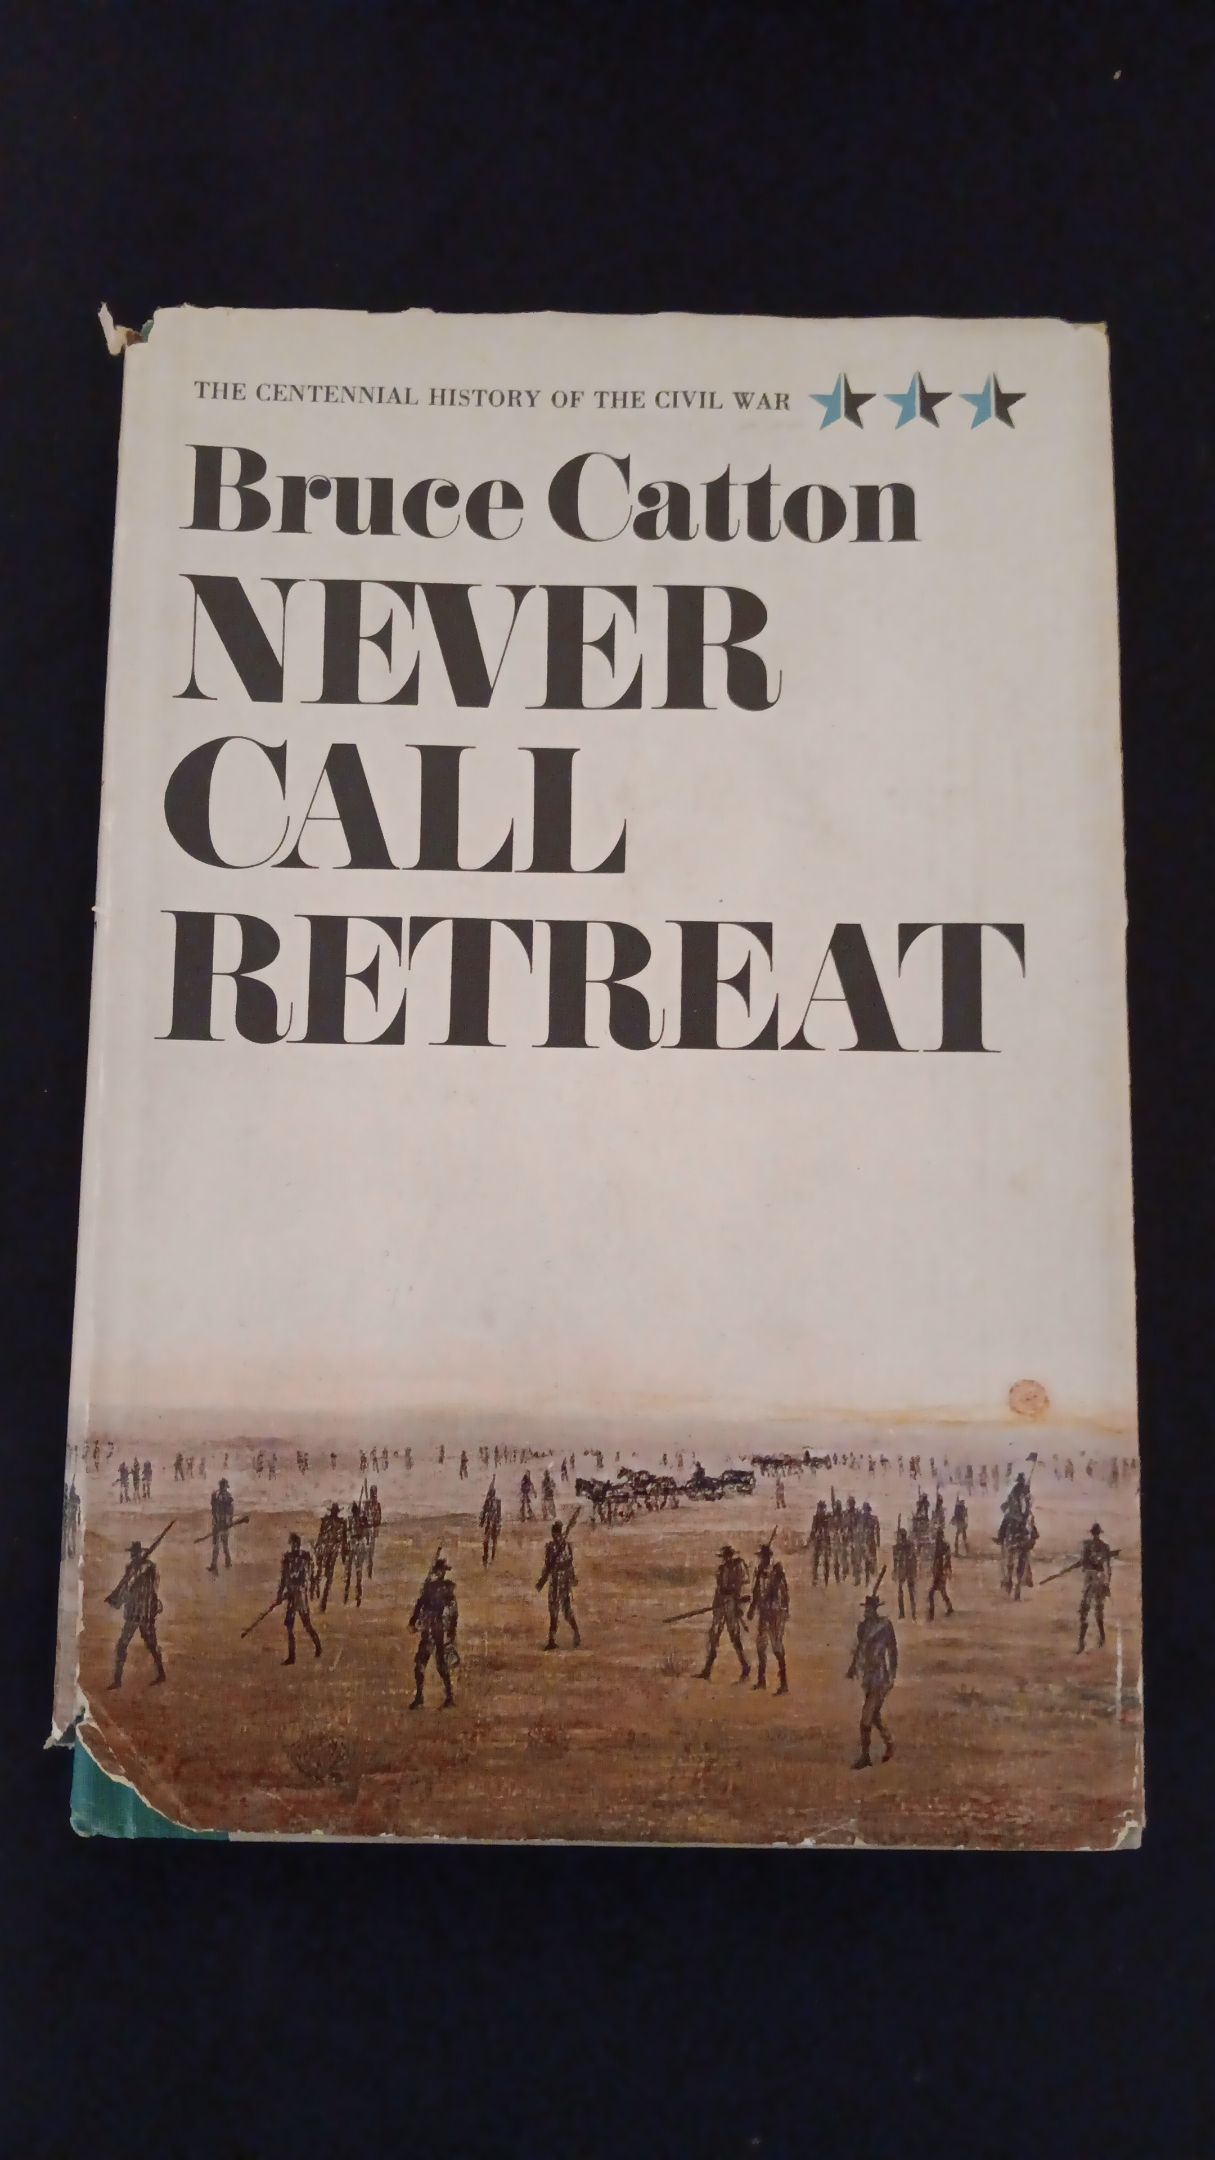 THE CENTENNIAL HISTORY OF THE CIVIL WAR
Bruce Catton
NEVER
CALL
RETREAT